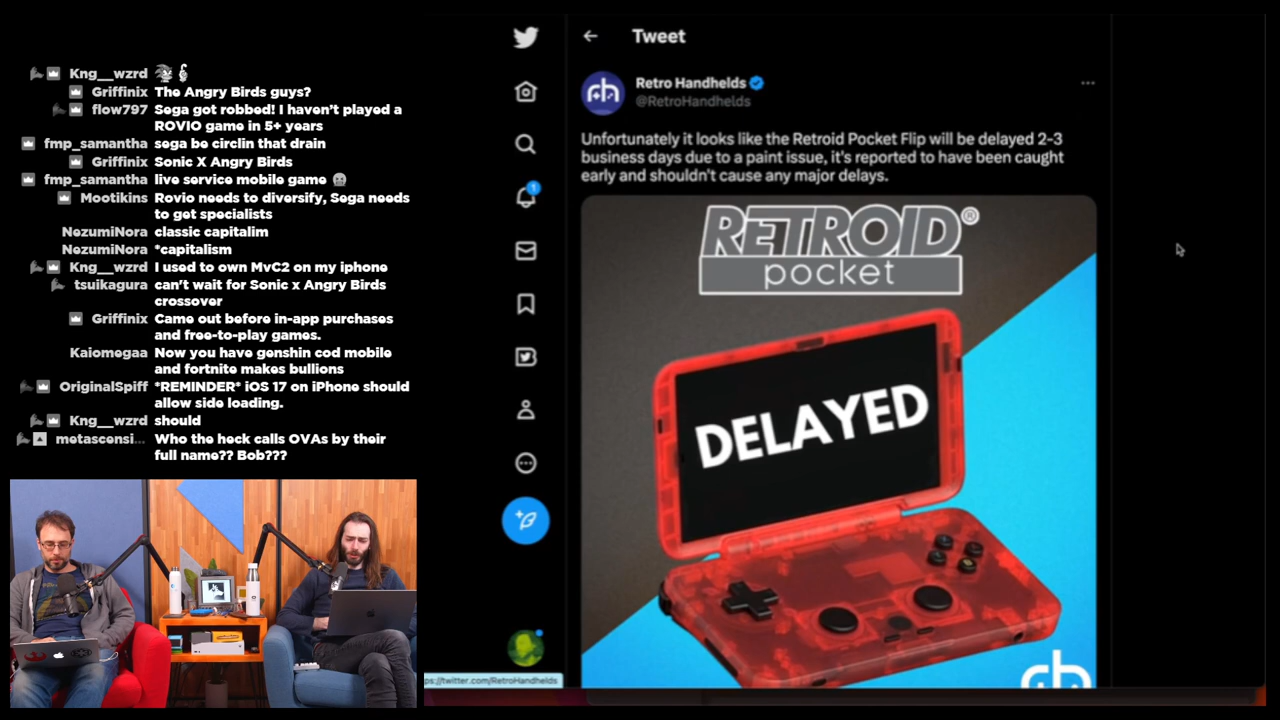 Kng__wzrd
Griffinix The Angry Birds guys?
flow797 Sega got robbed! I haven't played a
ROVIO game in 5+ years
fmp_samantha sega be circlin that drain
Griffinix Sonic X Angry Birds
fmp_samantha live service mobile game
Mootikins Rovio needs to diversify, Sega needs
to get specialists
NezumiNora classic capitalim
NezumiNora *capitalism
Kng__wzrd I used to own MvC2 on my iphone
tsuikagura can't wait for Sonic x Angry Birds
crossover
Griffinix Came out before in-app purchases
and free-to-play games.
Kaiomegaa Now you have genshin cod mobile
and fortnite makes bullions
OriginalSpiff *REMINDER* iOS 17 on iPhone should
allow side loading.
Kng__wzrd should
metascensi... Who the heck calls OVAs by their
full name?? Bob???
Tweet
Retro Handhelds
@RetroHandhelds
Unfortunately it looks like the Retroid Pocket Flip will be delayed 2-3
business days due to a paint issue, it's reported to have been caught
early and shouldn't cause any major delays.
RETROID®
pocket
DELAYED
rh
rh
1
ps://twitter.com/RetroHandhelds